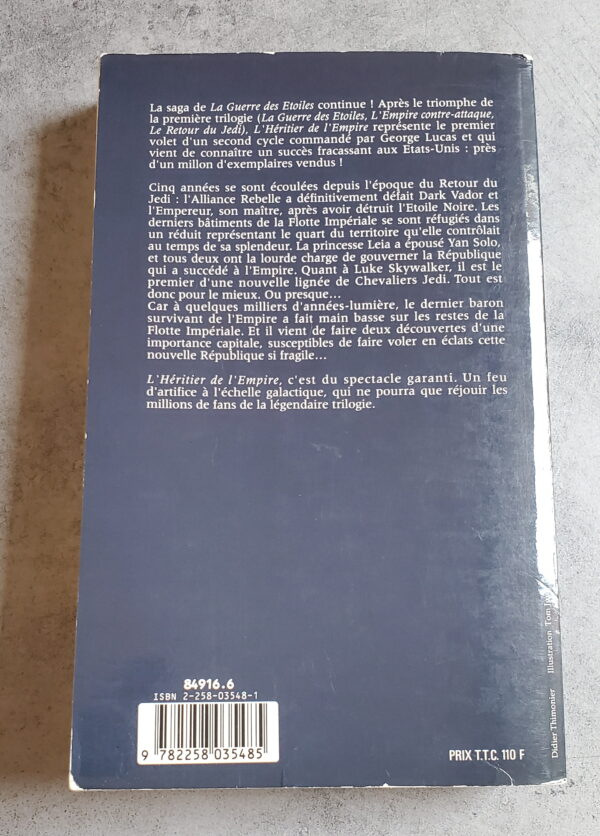 La saga de La Guerre des Etoiles continue ! Après le triomphe de
la première trilogie (La Guerre des Etoiles, L'Empire contre-attaque,
Le Retour du Jedi), L'Héritier de l'Empire représente le premier
volet d'un second cycle commandé par George Lucas et qui
vient de connaître un succès fracassant aux Etats-Unis : près
d'un millon d'exemplaires vendus !
Cinq années se sont écoulées depuis l'époque du Retour du
Jedi : l'Alliance Rebelle a définitivement défait Dark Vador et
l'Empereur, son maître, après avoir détruit l'Etoile Noire. Les
derniers bâtiments de la Flotte Impériale se sont réfugiés dans
un réduit représentant le quart du territoire qu'elle contrôlait
au temps de sa splendeur. La princesse Leia a épousé Yan Solo,
et tous deux ont la lourde charge de gouverner la République
qui a succédé à l'Empire. Quant à Luke Skywalker, il est le
premier d'une nouvelle lignée de Chevaliers Jedi. Tout est
donc pour le mieux. Ou presque...
Car à quelques milliers d'années-lumière, le dernier baron
survivant de l'Empire a fait main basse sur les restes de la
Flotte Impériale. Et il vient de faire deux découvertes d'une
importance capitale, susceptibles de faire voler en éclats cette
nouvelle République si fragile...
L'Héritier de l'Empire, c'est du spectacle garanti. Un feu
d'artifice à l'échelle galactique, qui ne pourra que réjouir les
millions de fans de la légendaire trilogie.
84916.6
ISBN 2-258-03548-1
9 782258 035485
PRIX T.T.C. 110 F
Didier Thimonier Illustration Tom